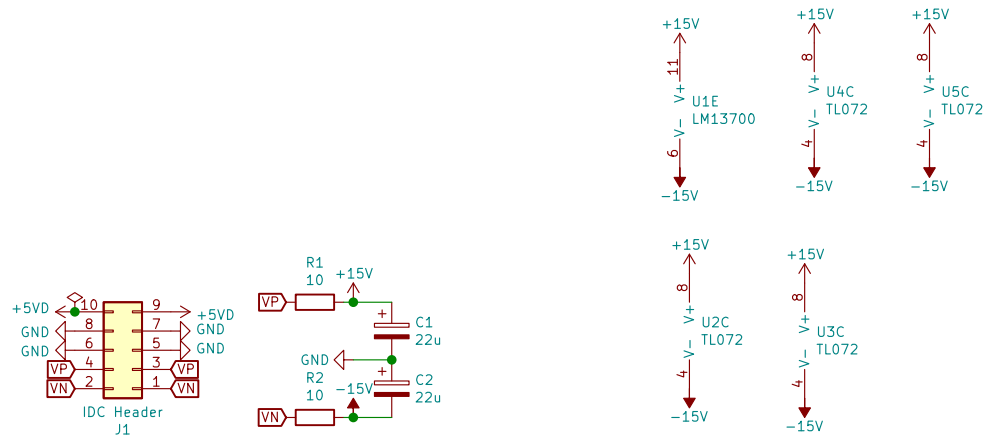 +15V
11
V+
U1E
LM13700
V-
6
-15V
+15V
8
V+
U4C
TL072
V-
4
-15V
+15V
8
V+
U5C
TL072
V-
4
-15V
+15V
8
V+
U2C
TL072
V-
4
-15V
+15V
8
V+
U3C
TL072
V-
4
-15V
+5VD 10 9 +5VD
GND 8 7 GND
GND 6 5 GND
VP 4 3 VP
VN 2 1 VN
IDC Header
J1
R1
10
+15V
VP
+
C1
22u
GND
R2
10
-15V
+
C2
22u
VN